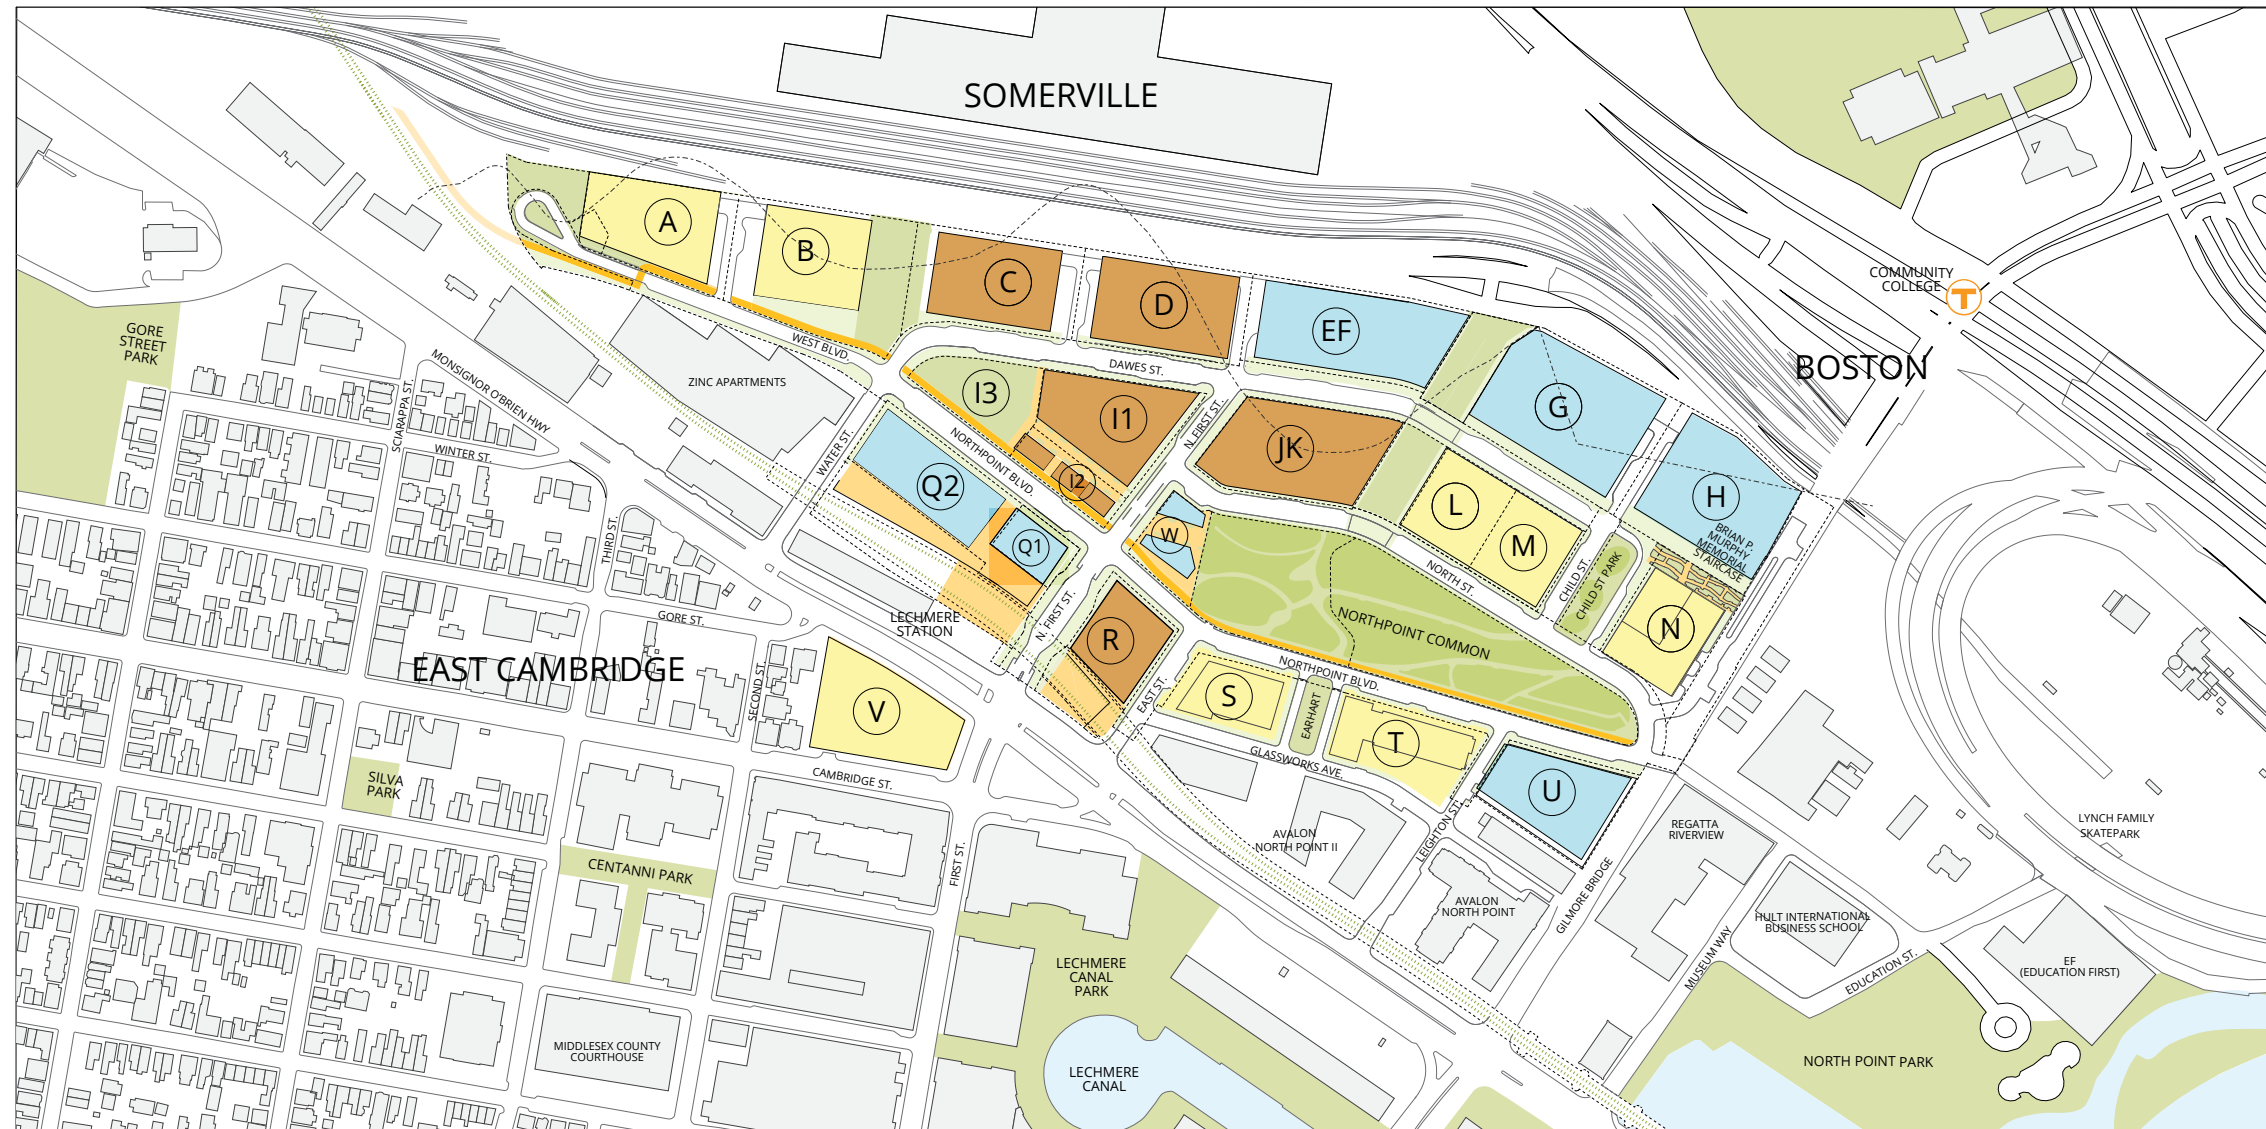 SOMERVILLE
COMMUNITY
COLLEGE
T
BOSTON
A
B
C
D
EF
G
H
I3
I1
I2
JK
L
M
N
Q2
Q1
W
R
S
T
U
V
GORE
STREET
PARK
MONSIGNOR O'BRIEN HWY
SCIARAPPA ST.
WINTER ST.
ZINC APARTMENTS
WEST BLVD.
DAWES ST.
WATER ST.
NORTHPOINT BLVD.
N. FIRST ST.
BRIAN P.
MURPHY
MEMORIAL
STAIRCASE
CHILD ST.
CHILD ST PARK
NORTH ST.
NORTHPOINT COMMON
THIRD ST.
GORE ST.
LECHMERE
STATION
N. FIRST ST.
EAST CAMBRIDGE
SECOND ST.
EAST ST.
NORTHPOINT BLVD.
EARHART
GLASSWORKS AVE.
CAMBRIDGE ST.
SILVA
PARK
LEIGHTON ST.
AVALON
NORTH POINT II
REGATTA
RIVERVIEW
LYNCH FAMILY
SKATEPARK
CENTANNI PARK
FIRST ST.
AVALON
NORTH POINT
GILMORE BRIDGE
HULT INTERNATIONAL
BUSINESS SCHOOL
MUSEUM WAY
EDUCATION ST.
EF
(EDUCATION FIRST)
LECHMERE
CANAL
PARK
MIDDLESEX COUNTY
COURTHOUSE
LECHMERE
CANAL
NORTH POINT PARK